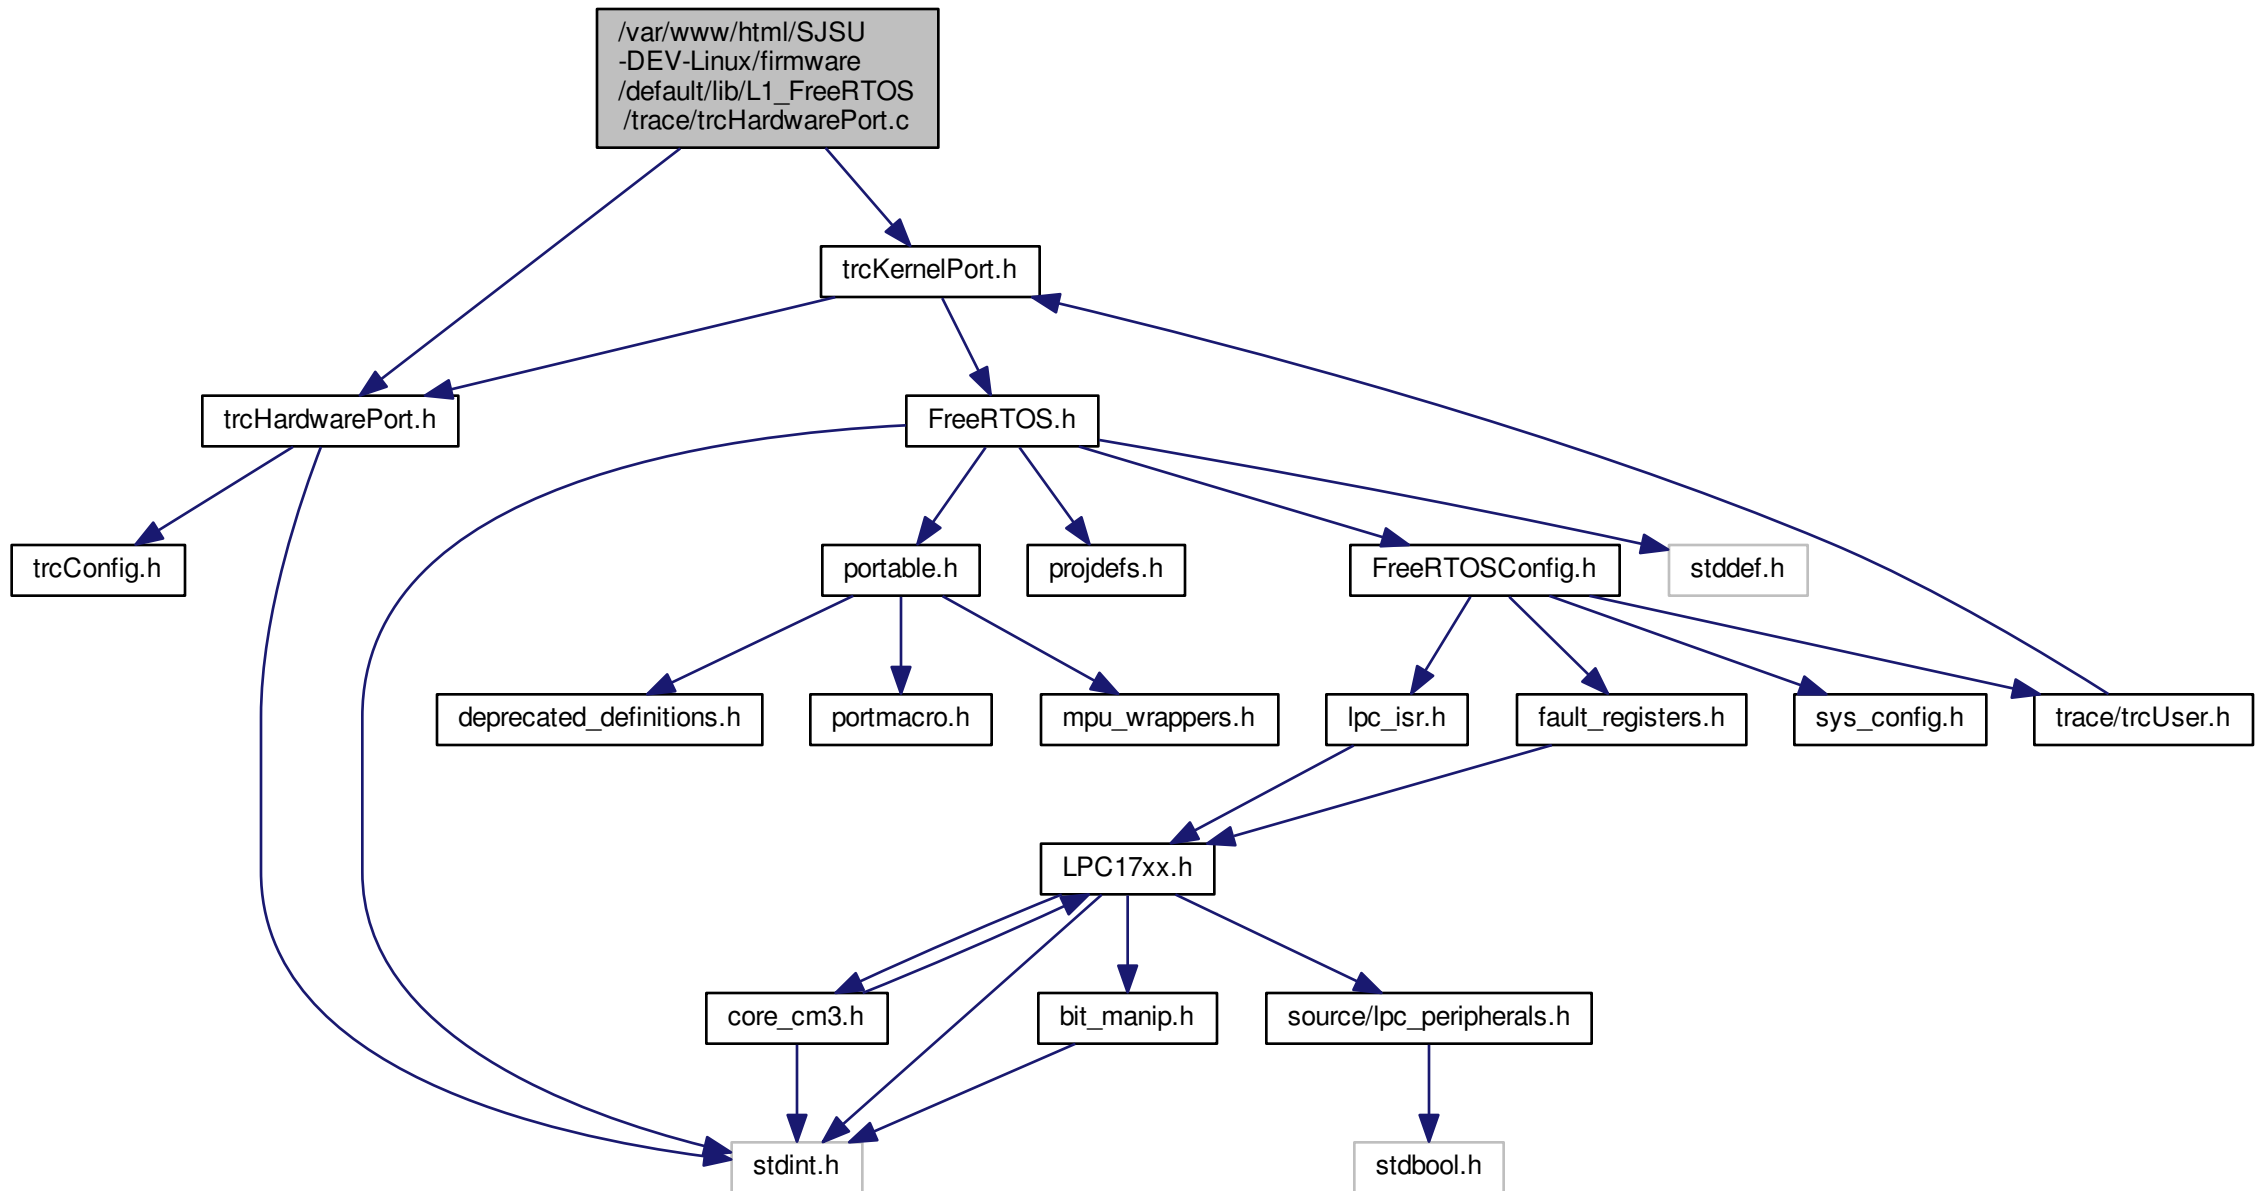 /var/www/html/SJSU
-DEV-Linux/firmware
/default/lib/L1_FreeRTOS
/trace/trcHardwarePort.c
trcKernelPort.h
trcHardwarePort.h
FreeRTOS.h
trcConfig.h
portable.h
projdefs.h
FreeRTOSConfig.h
stddef.h
deprecated_definitions.h
portmacro.h
mpu_wrappers.h
lpc_isr.h
fault_registers.h
sys_config.h
trace/trcUser.h
LPC17xx.h
core_cm3.h
bit_manip.h
source/lpc_peripherals.h
stdint.h
stdbool.h